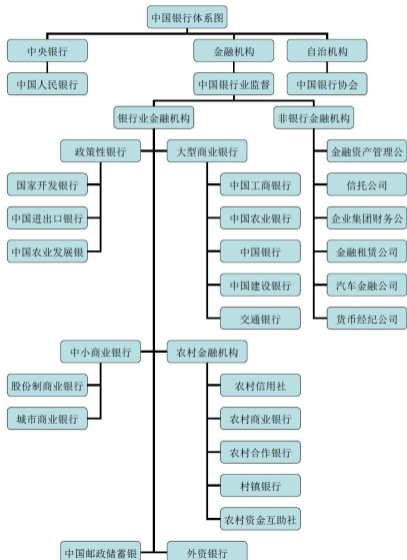 中国银行体系图
中央银行
金融机构
自治机构
中国人民银行
中国银行业监督
中国银行协会
银行业金融机构
非银行金融机构
政策性银行
大型商业银行
金融资产管理公
国家开发银行
中国工商银行
信托公司
中国进出口银行
中国农业银行
企业集团财务公
中国农业发展银
中国银行
金融租赁公司
中国建设银行
汽车金融公司
交通银行
货币经纪公司
中小商业银行
农村金融机构
股份制商业银行
农村信用社
城市商业银行
农村商业银行
农村合作银行
村镇银行
农村资金互助社
中国邮政储蓄银
外资银行